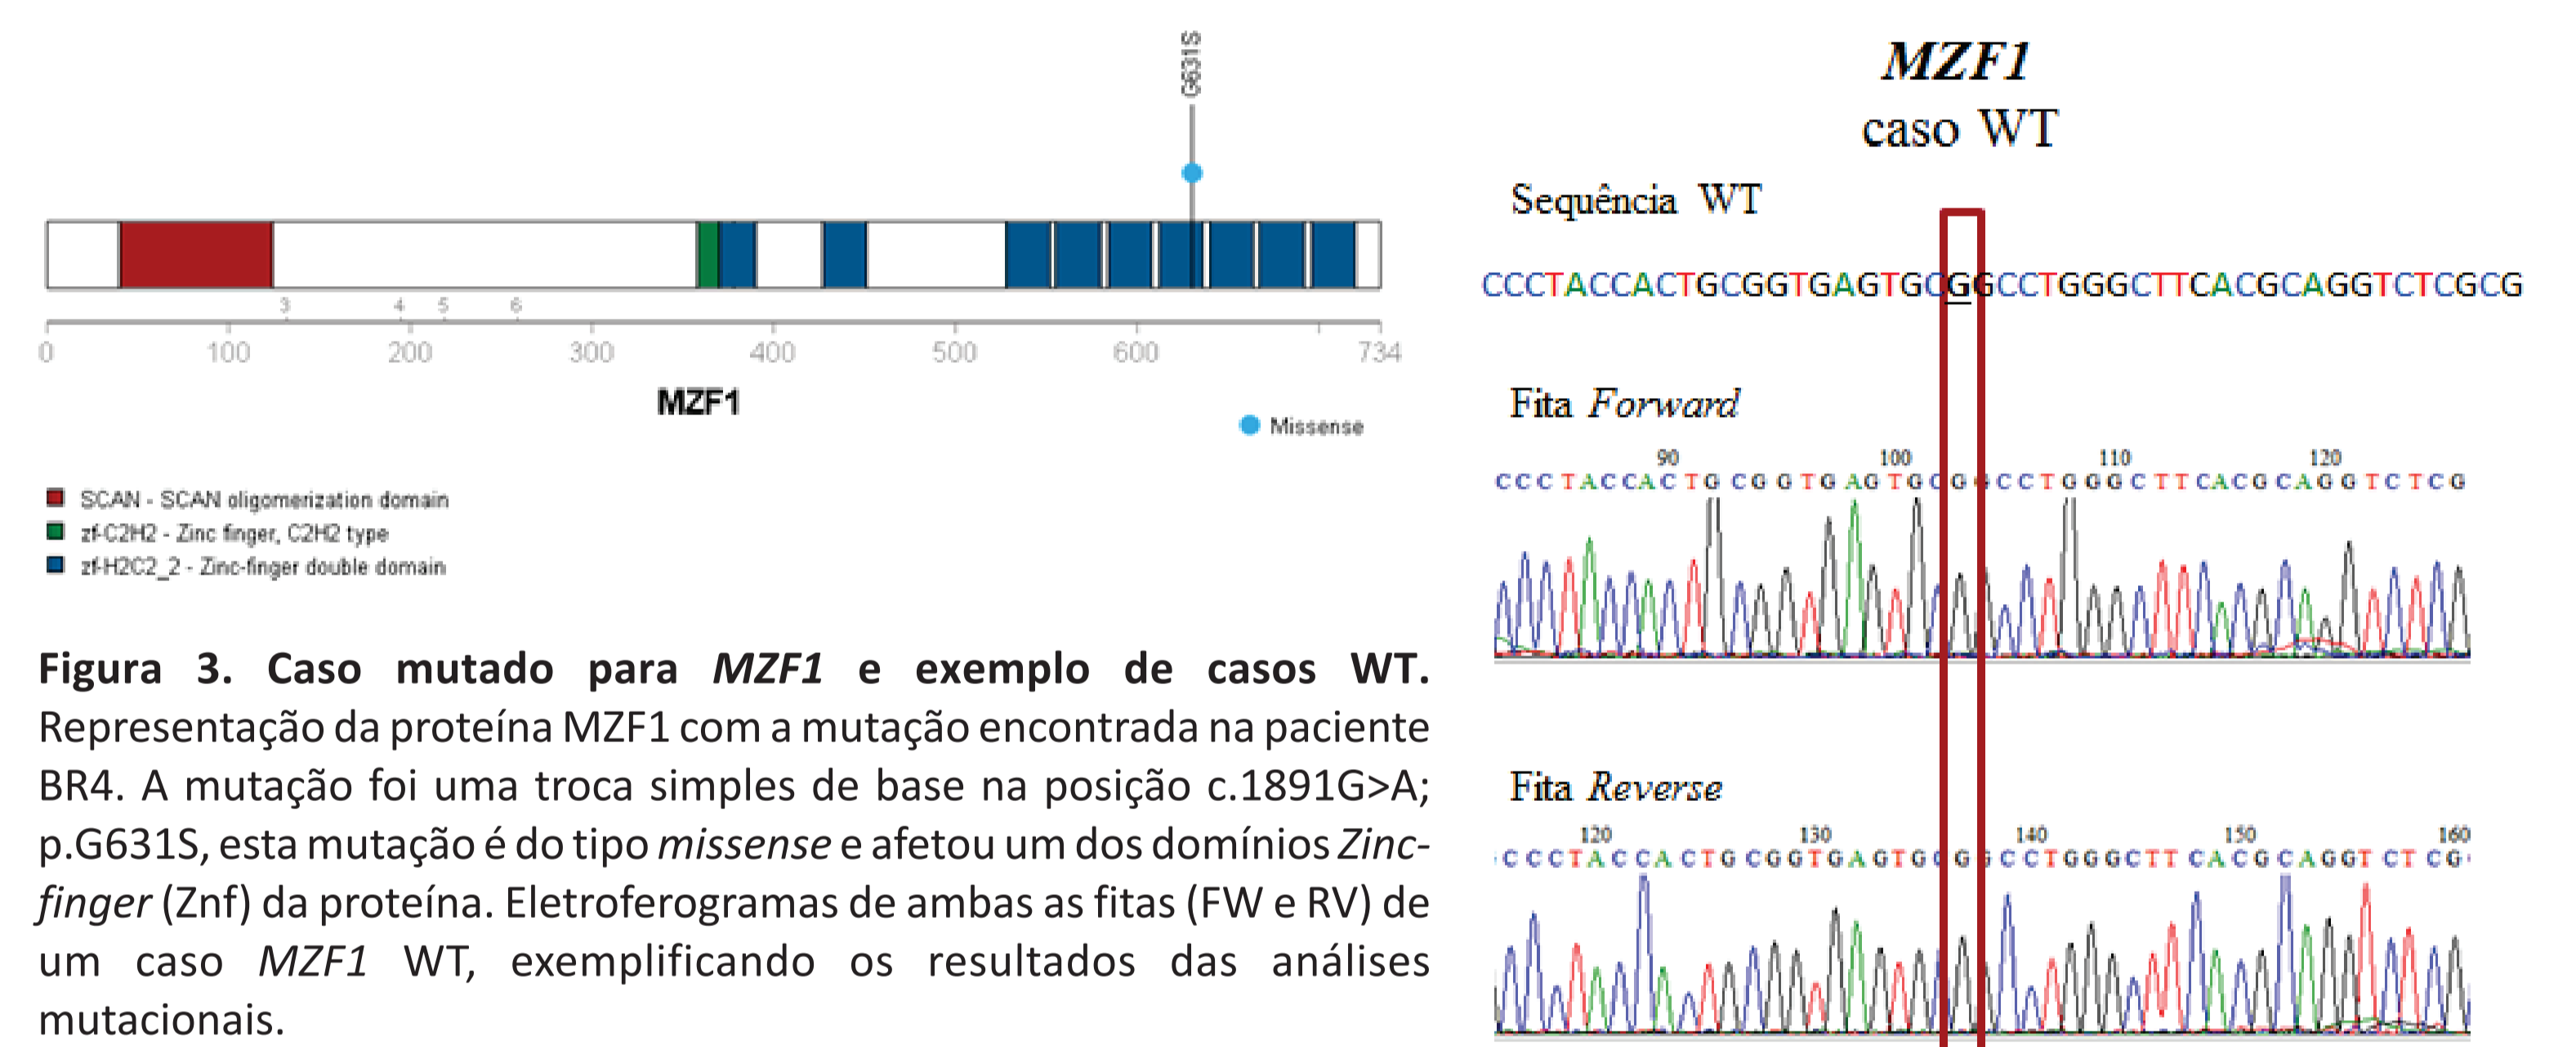 G631S
3 4 5 6
0 100 200 300 400 500 600 734
MZF1
Missense
SCAN - SCAN oligomerization domain
zf-C2H2 - Zinc finger, C2H2 type
zf-H2C2_2 - Zinc-finger double domain
Figura 3. Caso mutado para MZF1 e exemplo de casos WT.
Representação da proteína MZF1 com a mutação encontrada na paciente
BR4. A mutação foi uma troca simples de base na posição c.1891G>A;
p.G631S, esta mutação é do tipo missense e afetou um dos domínios Zinc-
finger (Znf) da proteína. Eletroferogramas de ambas as fitas (FW e RV) de
um caso MZF1 WT, exemplificando os resultados das análises
mutacionais.
MZF1
caso WT
Sequência WT
CCCTACCACTGCGGTGAGTGCGGCCTGGGCTTCACGCAGGTCTCGCG
Fita Forward
90 100 110 120
CCCTACCACTGCGGTGAGTGCGGCCTGGGCTTCACGCAGGTCTCG
Fita Reverse
120 130 140 150 160
CCCTACCACTGCGGTGAGTGCGGCCTGGGCTTCACGCAGGTCTCG